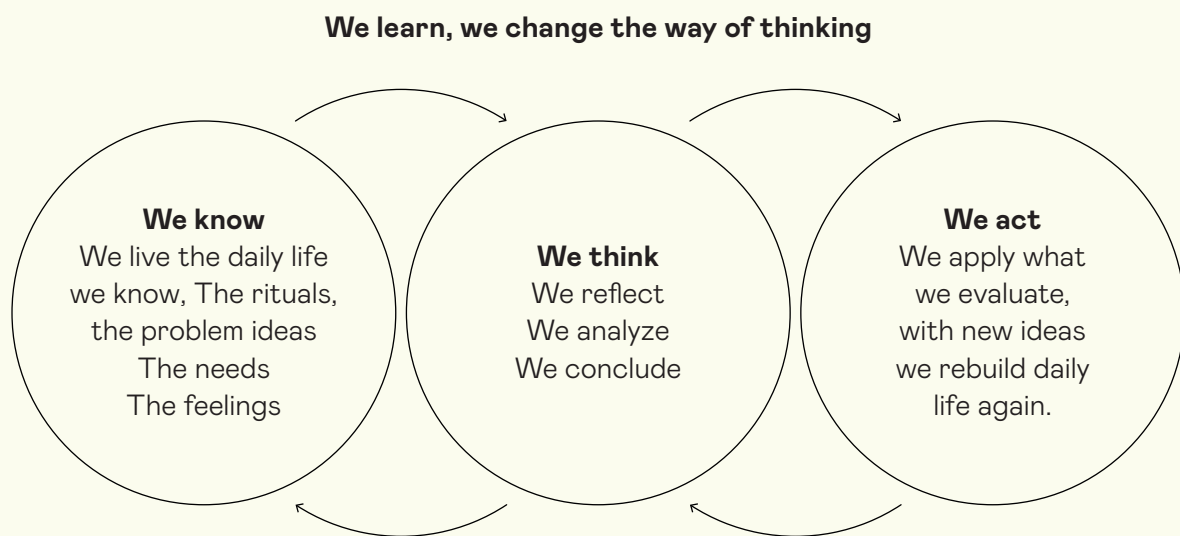 We learn, we change the way of thinking
We know
We live the daily life
we know, The rituals,
the problem ideas
The needs
The feelings
We think
We reflect
We analyze
We conclude
We act
We apply what
we evaluate,
with new ideas
we rebuild daily
life again.